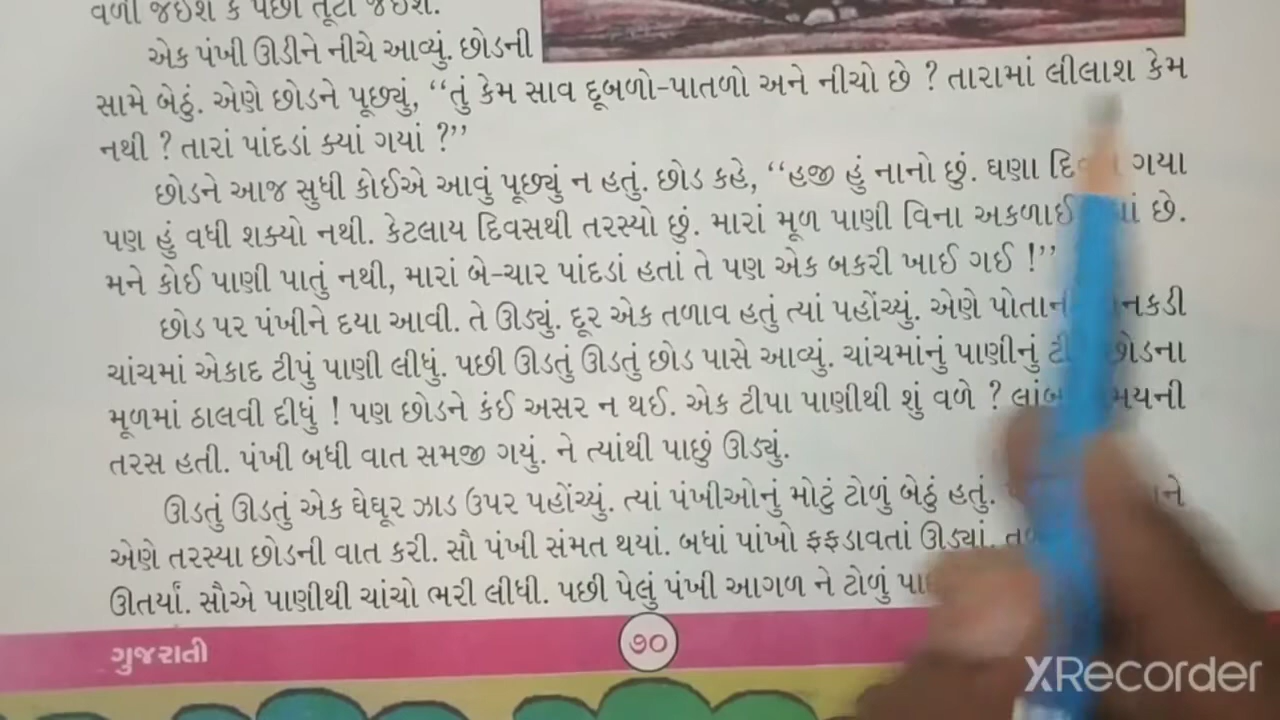 વળી જઈશ કે પછી તૂટી જઈશ.
એક પંખી ઊડીને નીચે આવ્યું. છોડની
સામે બેઠું. એણે છોડને પૂછ્યું, “તું કેમ સાવ દૂબળો-પાતળો અને નીચો છે ? તારામાં લીલાશ કેમ
નથી ? તારાં પાંદડાં ક્યાં ગયાં ?”
છોડને આજ સુધી કોઈએ આવું પૂછ્યું ન હતું. છોડ કહે, “હજી હું નાનો છું. ઘણા ગયા
પણ હું વધી શક્યો નથી. કેટલાય દિવસથી તરસ્યો છું. મારાં મૂળ પાણી વિના અકળાઈ છે.
મને કોઈ પાણી પાતું નથી, મારાં બે-ચાર પાંદડાં હતાં તે પણ એક બકરી ખાઈ ગઈ !”
છોડ પર પંખીને દયા આવી. તે ઊડ્યું. દૂર એક તળાવ હતું ત્યાં પહોંચ્યું. એણે
ચાંચમાં એકાદ ટીપું પાણી લીધું. પછી ઊડતું ઊડતું છોડ પાસે આવ્યું. ચાંચમાંનું પાણીનું છોડના
મૂળમાં ઠાલવી દીધું ! પણ છોડને કંઈ અસર ન થઈ. એક ટીપા પાણીથી શું વળે ?
તરસ હતી. પંખી બધી વાત સમજી ગયું. ને ત્યાંથી પાછું ઊડ્યું.
ઊડતું ઊડતું એક ઘેઘૂર ઝાડ ઉપર પહોંચ્યું. ત્યાં પંખીઓનું મોટું ટોળું બેઠું હતું.
એણે તરસ્યા છોડની વાત કરી. સૌ પંખી સંમત થયાં. બધાં પાંખો ફફડાવતાં ઊડ્યાં.
ઊતર્યાં. સૌએ પાણીથી ચાંચો ભરી લીધી. પછી પેલું પંખી આગળ ને ટોળું
ગુજરાતી
૭૦
XRecorder